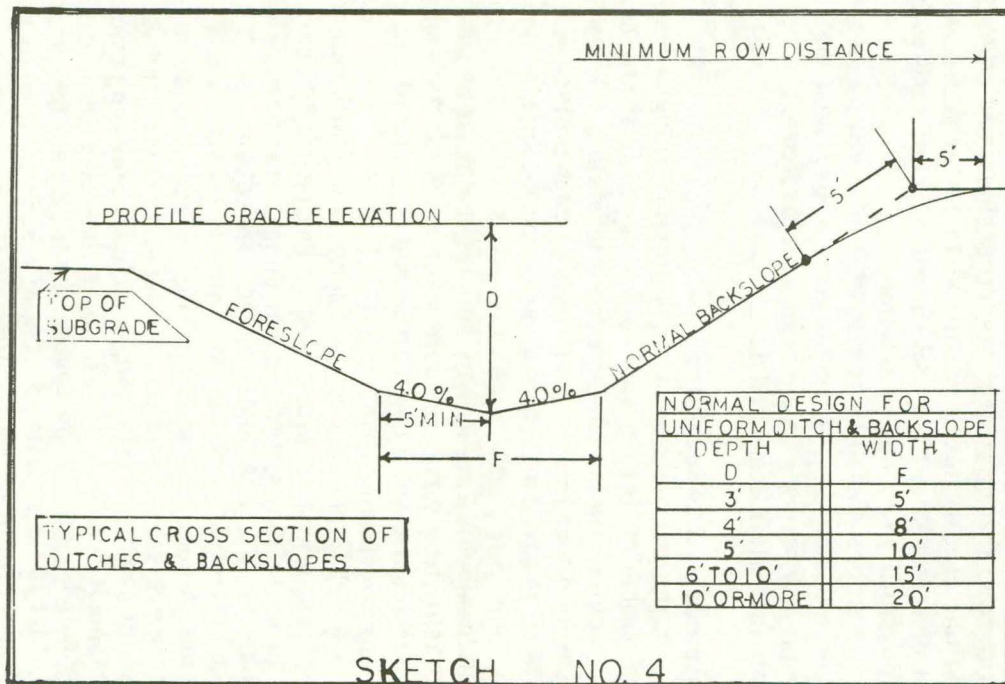 MINIMUM ROW DISTANCE
5'
5'
PROFILE GRADE ELEVATION
D
TOP OF
SUBGRADE
FORESLOPE
NORMAL BACKSLOPE
4.0% 4.0%
5' MIN
F
TYPICAL CROSS SECTION OF
DITCHES & BACKSLOPES
NORMAL DESIGN FOR
UNIFORM DITCH & BACKSLOPE
DEPTH WIDTH
D F
3' 5'
4' 8'
5' 10'
6' TO 10' 15'
10' OR-MORE 20'
SKETCH NO. 4